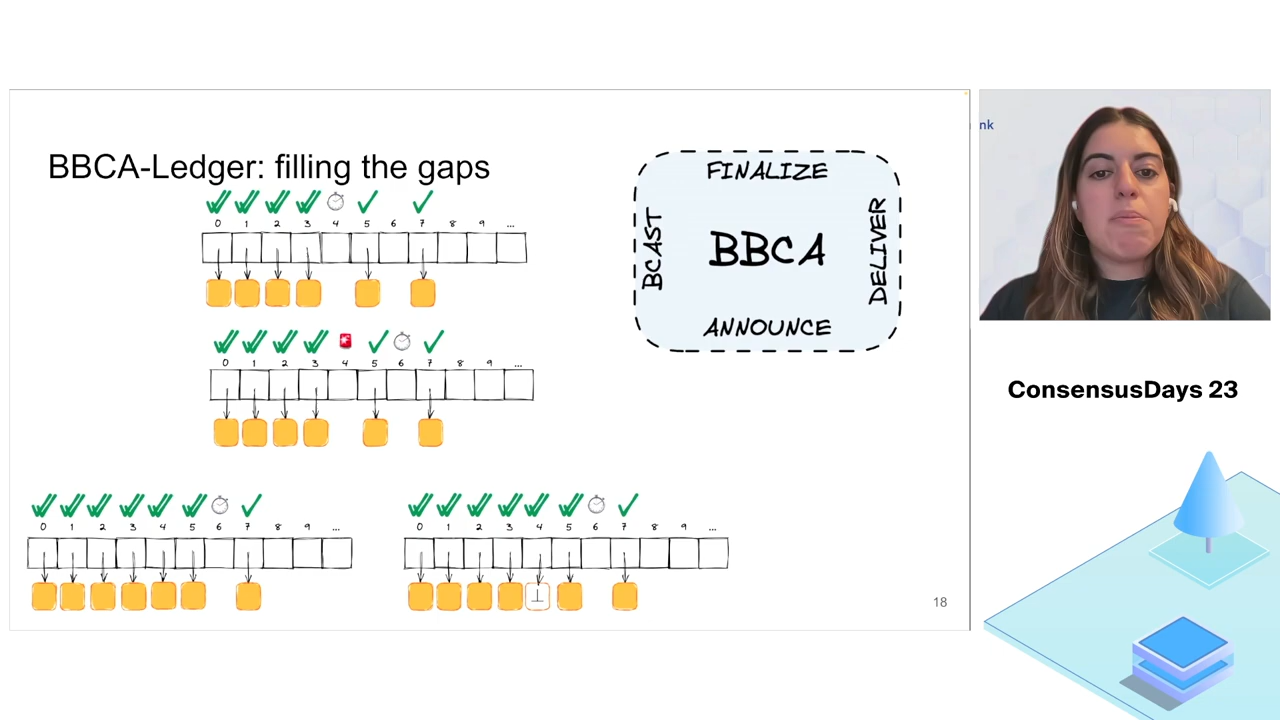 BBCA-Ledger: filling the gaps
0 1 2 3 4 5 6 7 8 9 ...
0 1 2 3 4 5 6 7 8 9 ...
0 1 2 3 4 5 6 7 8 9 ...
0 1 2 3 4 5 6 7 8 9 ...
⊥
FINALIZE
BCAST
BBCA
DELIVER
ANNOUNCE
18
nk
ConsensusDays 23